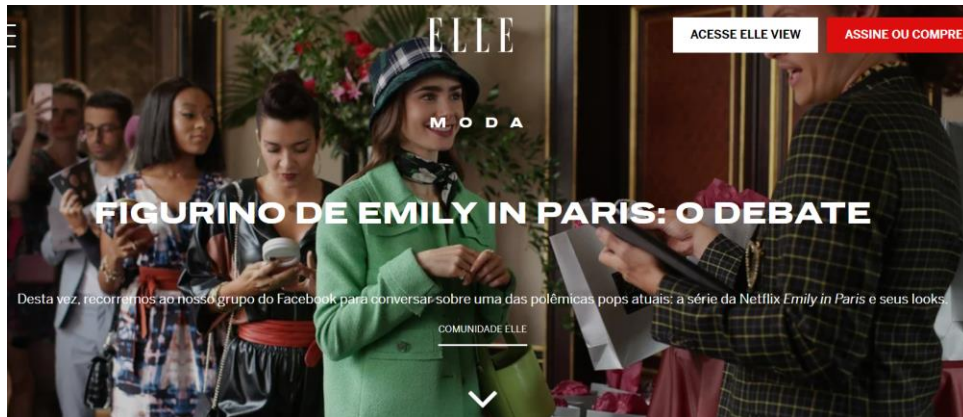 ELLE
ACESSE ELLE VIEW
ASSINE OU COMPRE
MODA
FIGURINO DE EMILY IN PARIS: O DEBATE
Desta vez, recorremos ao nosso grupo do Facebook para conversar sobre uma das polêmicas pops atuais: a série da Netflix Emily in Paris e seus looks.
COMUNIDADE ELLE